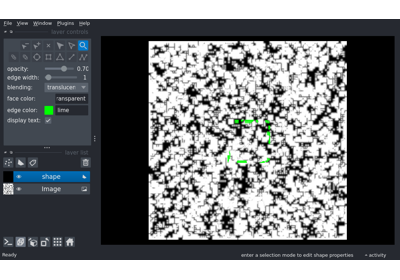 File View Window Plugins Help
layer controls
opacity: 0.70
edge width: 1
blending: translucen
face color: ransparent
edge color: lime
display text:
layer list
shape
Image
Ready enter a selection mode to edit shape properties activity